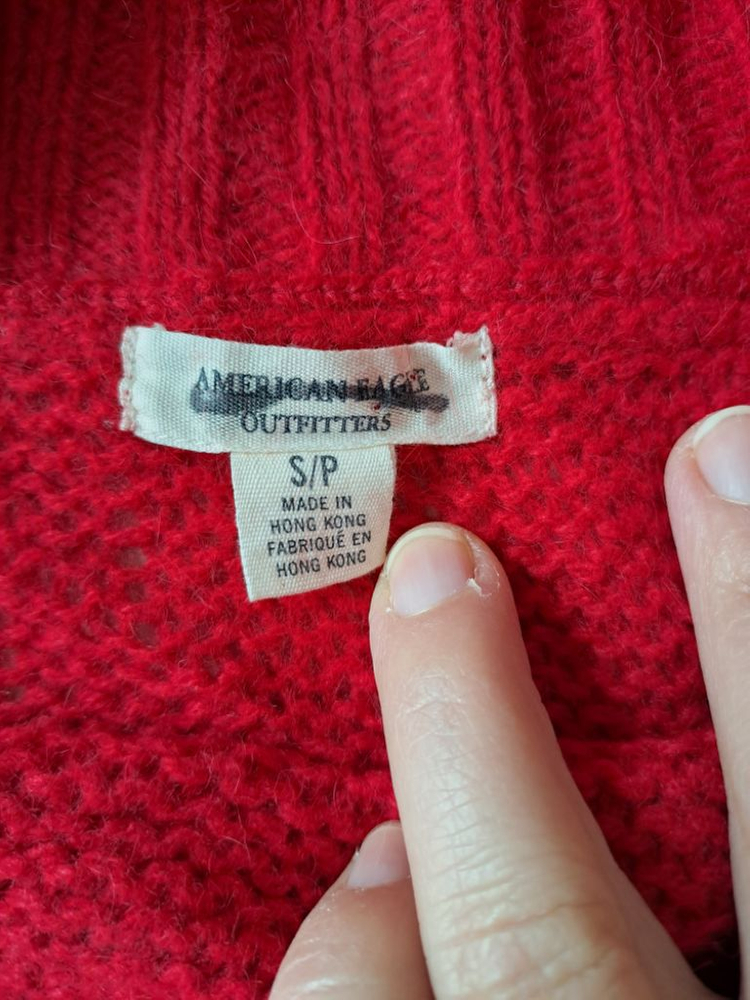 AMERICAN EAGLE
OUTFITTERS
S/P
MADE IN
HONG KONG
FABRIQUÉ EN
HONG KONG